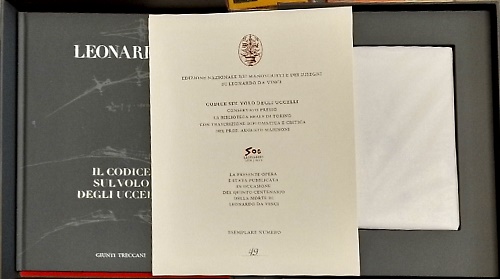 LEONAR
IL CODICE
SUL VOLO
DEGLI UCCEL
GIUNTI TRECCANI
EDIZIONE NAZIONALE DEI MANOSCRITTI E DEI DISEGNI
DI LEONARDO DA VINCI
CODICE SUL VOLO DEGLI UCCELLI
CONSERVATO PRESSO
LA BIBLIOTECA REALE DI TORINO
CON TRASCRIZIONE DIPLOMATICA E CRITICA
DEL PROF. AUGUSTO MARINONI
500
LA PRESENTE OPERA
È STATA PUBBLICATA
IN OCCASIONE
DEL QUINTO CENTENARIO
DELLA MORTE DI
LEONARDO DA VINCI
ESEMPLARE NUMERO
49